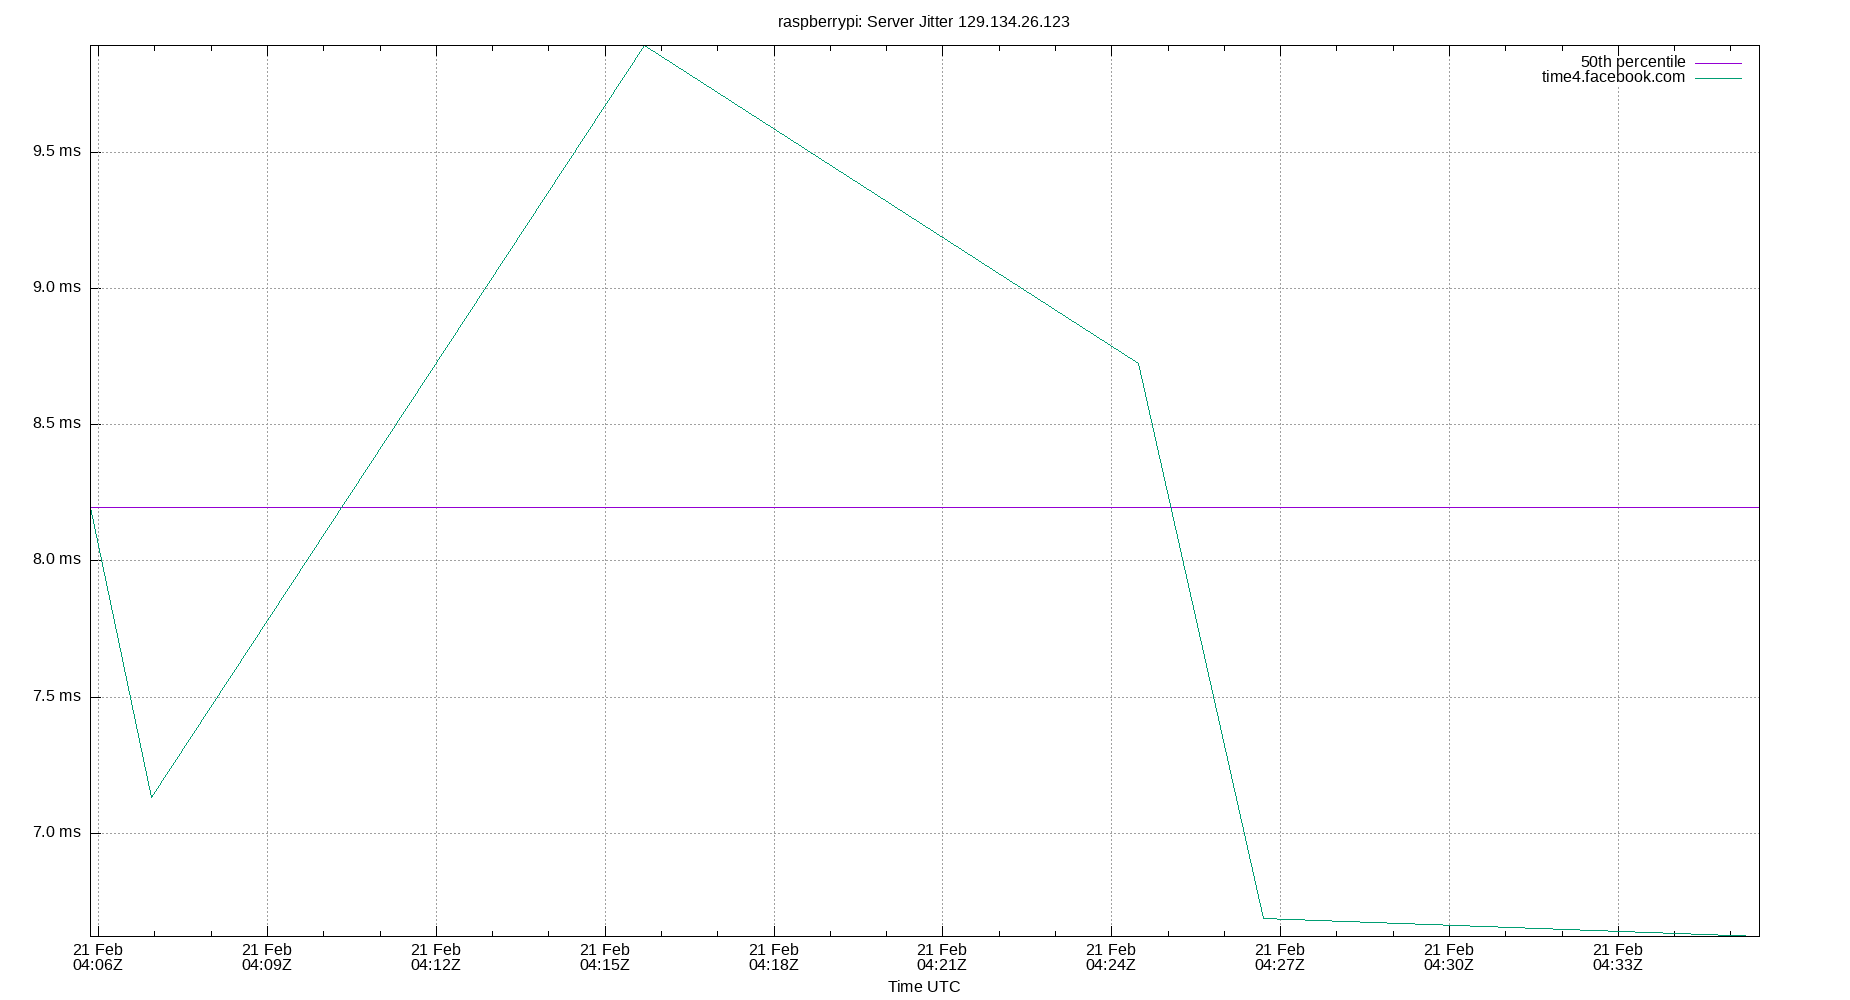 raspberrypi: Server Jitter 129.134.26.123
50th percentile
time4.facebook.com
9.5 ms
9.0 ms
8.5 ms
8.0 ms
7.5 ms
7.0 ms
21 Feb 21 Feb 21 Feb 21 Feb 21 Feb 21 Feb 21 Feb 21 Feb 21 Feb 21 Feb
04:06Z 04:09Z 04:12Z 04:15Z 04:18Z 04:21Z 04:24Z 04:27Z 04:30Z 04:33Z
Time UTC